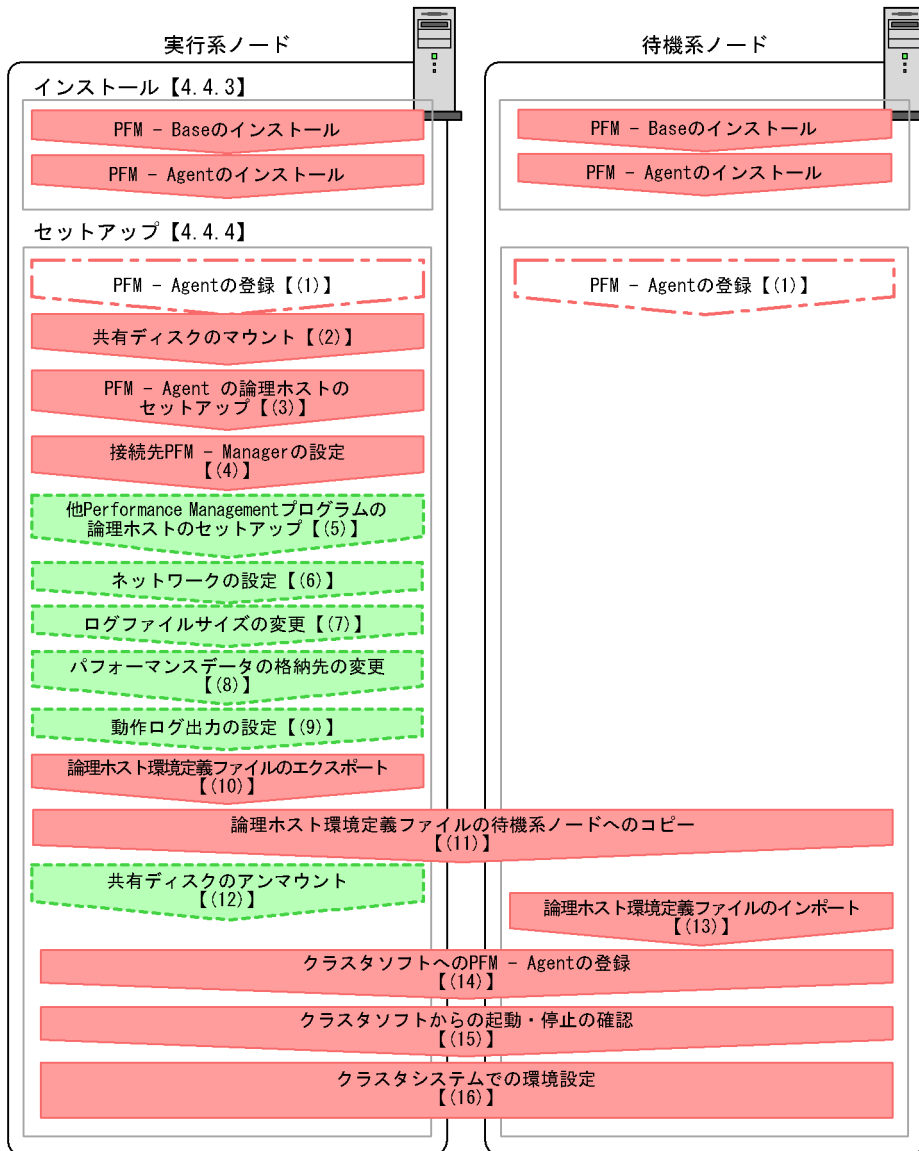 実行系ノード
待機系ノード
インストール【4.4.3】
PFM - Baseのインストール
PFM - Baseのインストール
PFM - Agentのインストール
PFM - Agentのインストール
セットアップ【4.4.4】
PFM - Agentの登録【(1)】
PFM - Agentの登録【(1)】
共有ディスクのマウント【(2)】
PFM - Agent の論理ホストの
セットアップ【(3)】
接続先PFM - Managerの設定
【(4)】
他Performance Managementプログラムの
論理ホストのセットアップ【(5)】
ネットワークの設定【(6)】
ログファイルサイズの変更【(7)】
パフォーマンスデータの格納先の変更
【(8)】
動作ログ出力の設定【(9)】
論理ホスト環境定義ファイルのエクスポート
【(10)】
論理ホスト環境定義ファイルの待機系ノードへのコピー
【(11)】
共有ディスクのアンマウント
【(12)】
論理ホスト環境定義ファイルのインポート
【(13)】
クラスタソフトへのPFM - Agentの登録
【(14)】
クラスタソフトからの起動・停止の確認
【(15)】
クラスタシステムでの環境設定
【(16)】